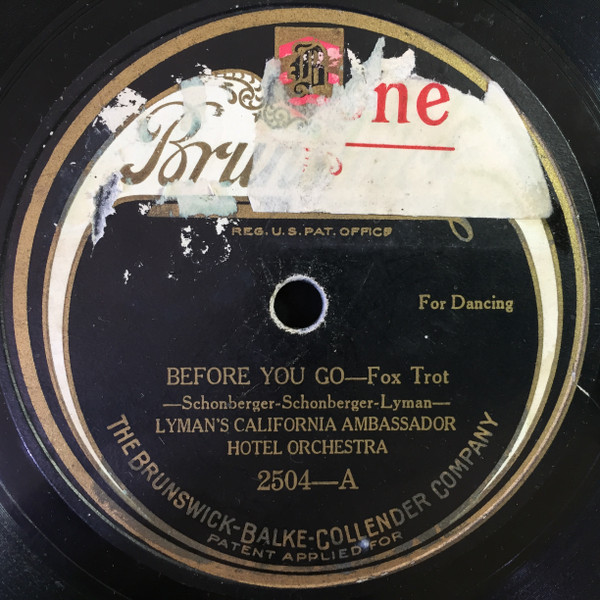 B
ne
Bru
REG. U.S. PAT. OFFICE
For Dancing
BEFORE YOU GO—Fox Trot
—Schonberger-Schonberger-Lyman—
LYMAN'S CALIFORNIA AMBASSADOR
HOTEL ORCHESTRA
2504—A
THE BRUNSWICK-BALKE-COLLENDER COMPANY
PATENT APPLIED FOR